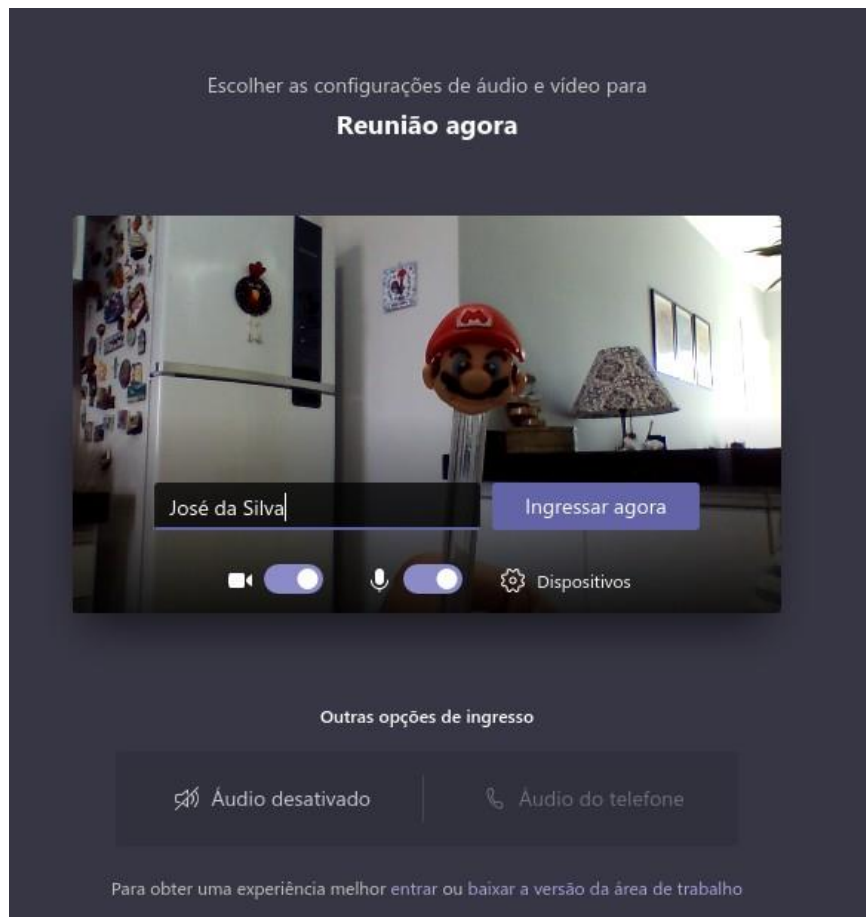 Escolher as configurações de áudio e vídeo para
Reunião agora
M
José da Silva
Ingressar agora
Dispositivos
Outras opções de ingresso
Áudio desativado
Áudio do telefone
Para obter uma experiência melhor entrar ou baixar a versão da área de trabalho